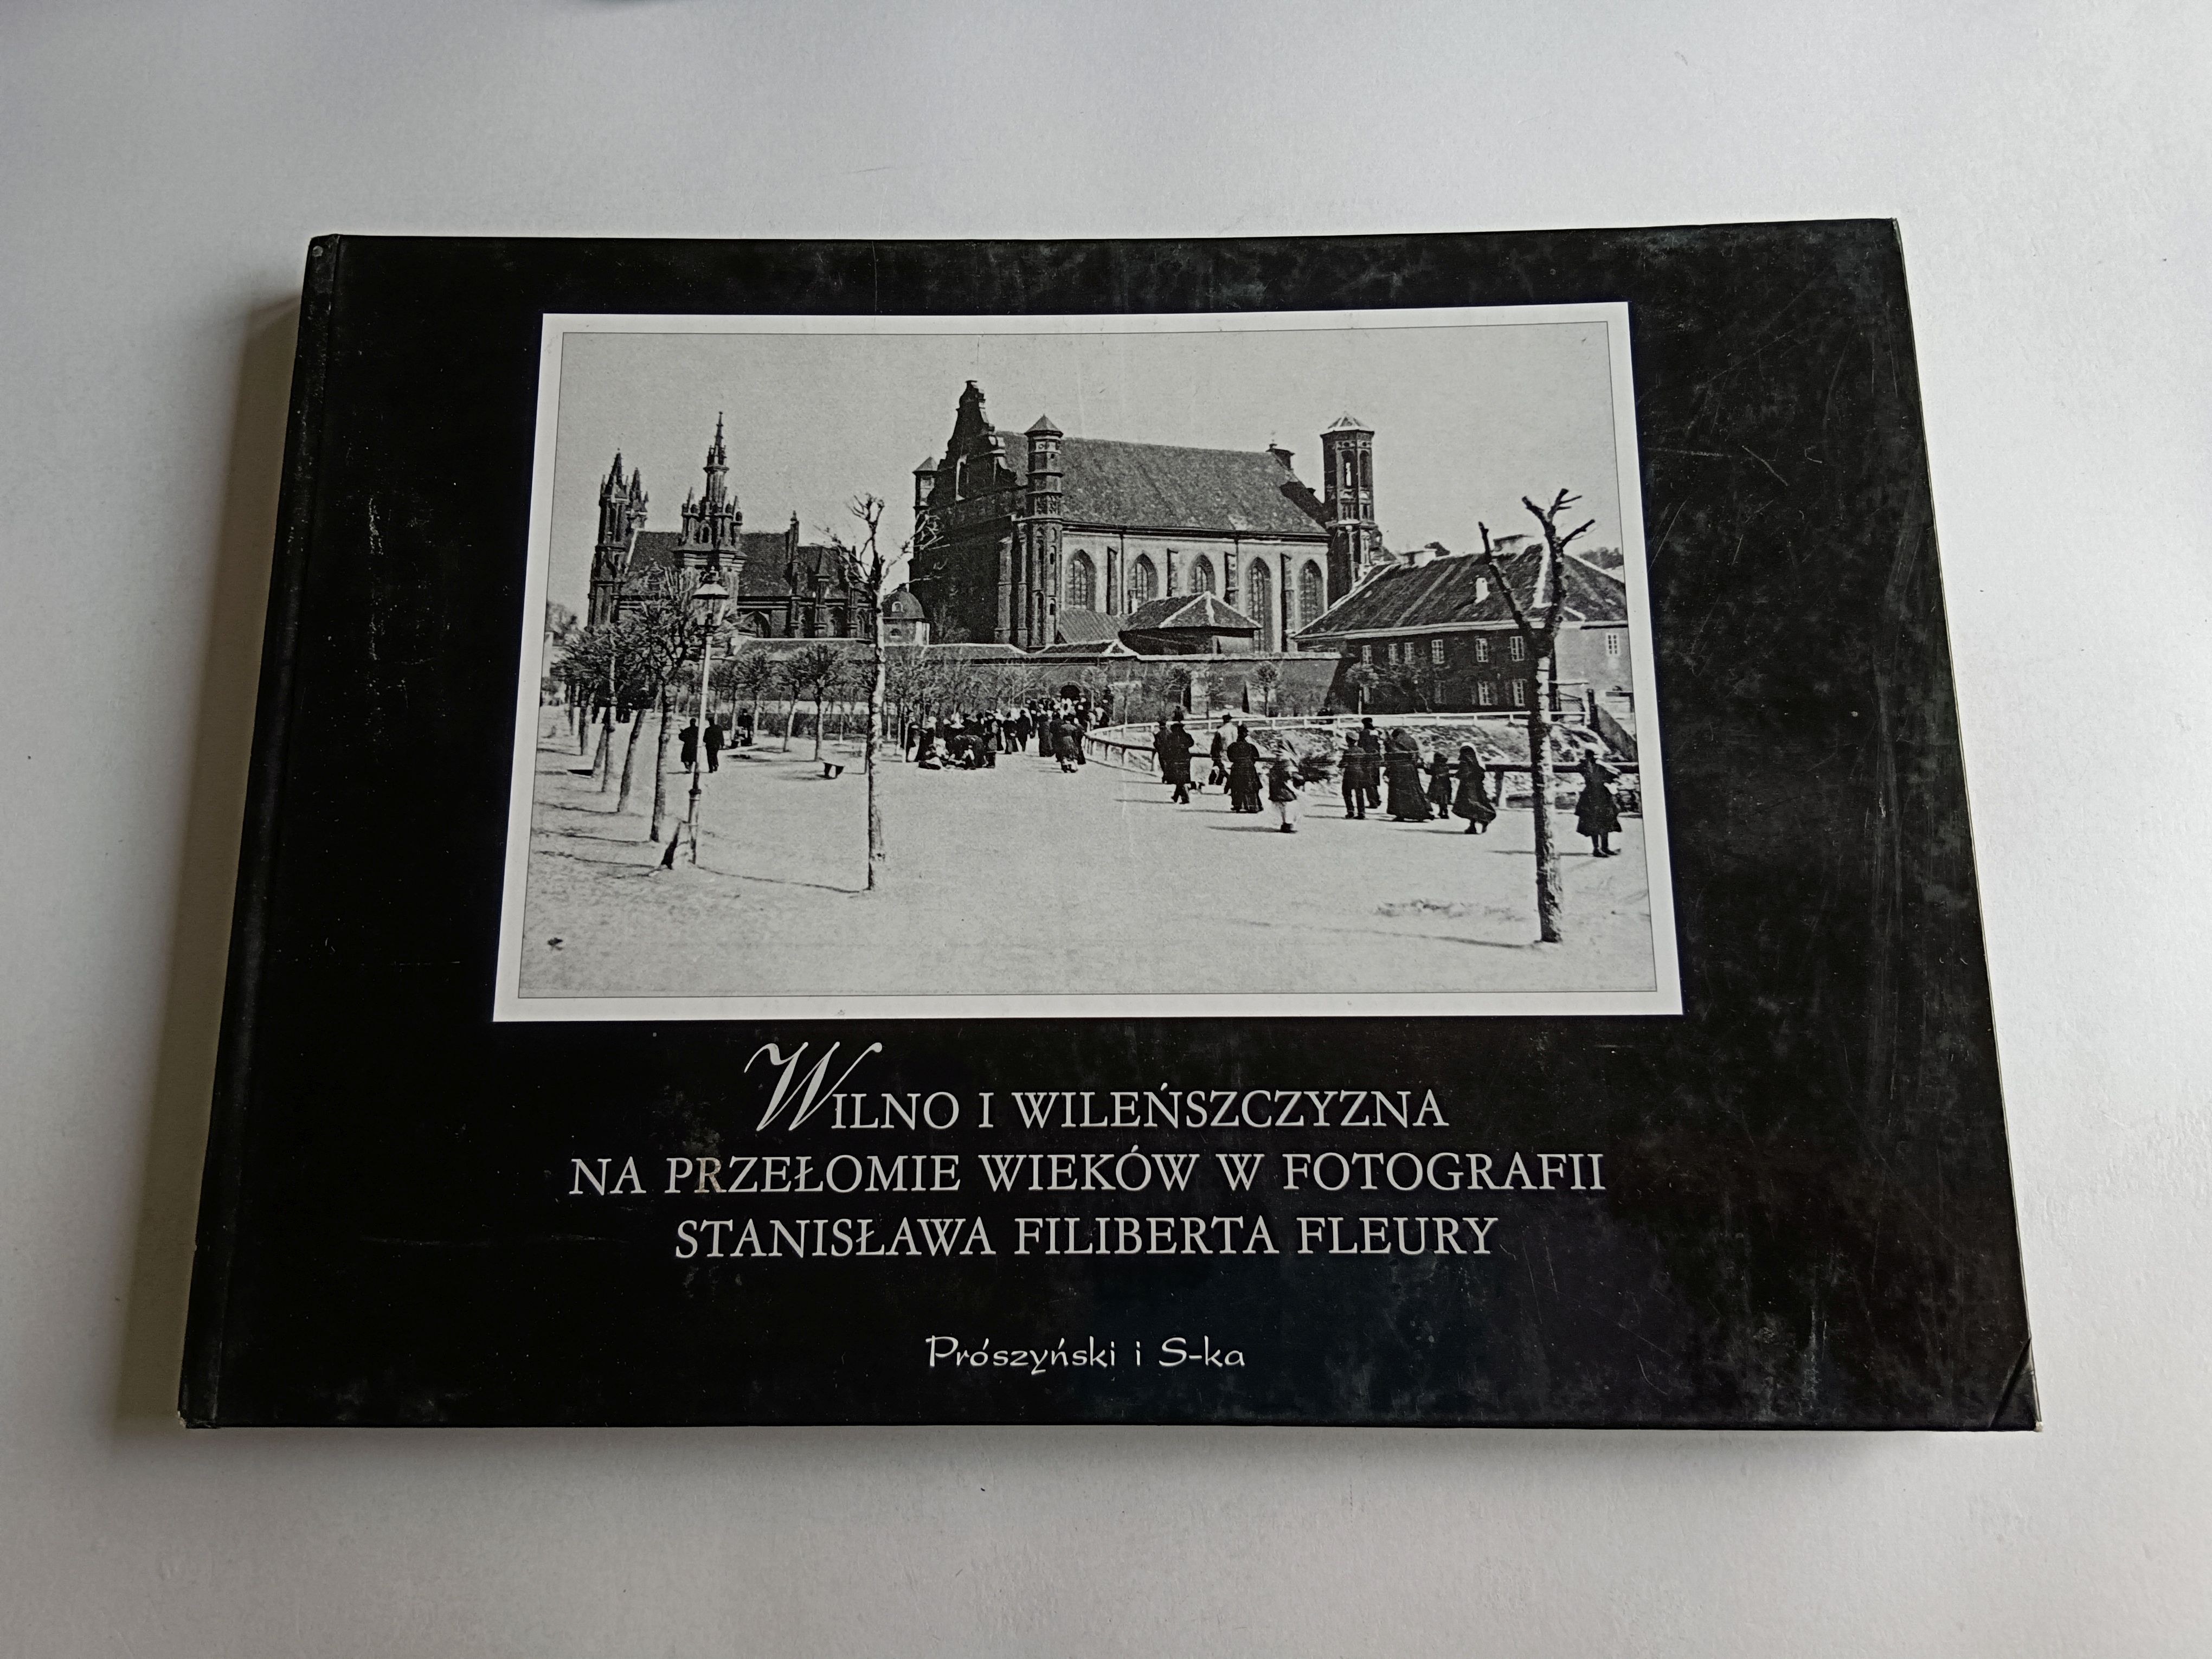 WILNO I WILEŃSZCZYZNA
NA PRZEŁOMIE WIEKÓW W FOTOGRAFII
STANISŁAWA FILIBERTA FLEURY
Prószyński i S-ka